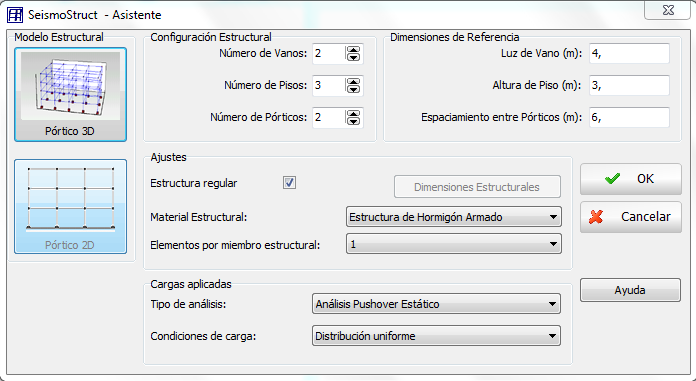 SeismoStruct - Asistente
Modelo Estructural
Pórtico 3D
Pórtico 2D
Configuración Estructural
Número de Vanos: 2
Número de Pisos: 3
Número de Pórticos: 2
Dimensiones de Referencia
Luz de Vano (m): 4,
Altura de Piso (m): 3,
Espaciamiento entre Pórticos (m): 6,
Ajustes
Estructura regular
Dimensiones Estructurales
Material Estructural: Estructura de Hormigón Armado
Elementos por miembro estructural: 1
OK
Cancelar
Ayuda
Cargas aplicadas
Tipo de análisis: Análisis Pushover Estático
Condiciones de carga: Distribución uniforme